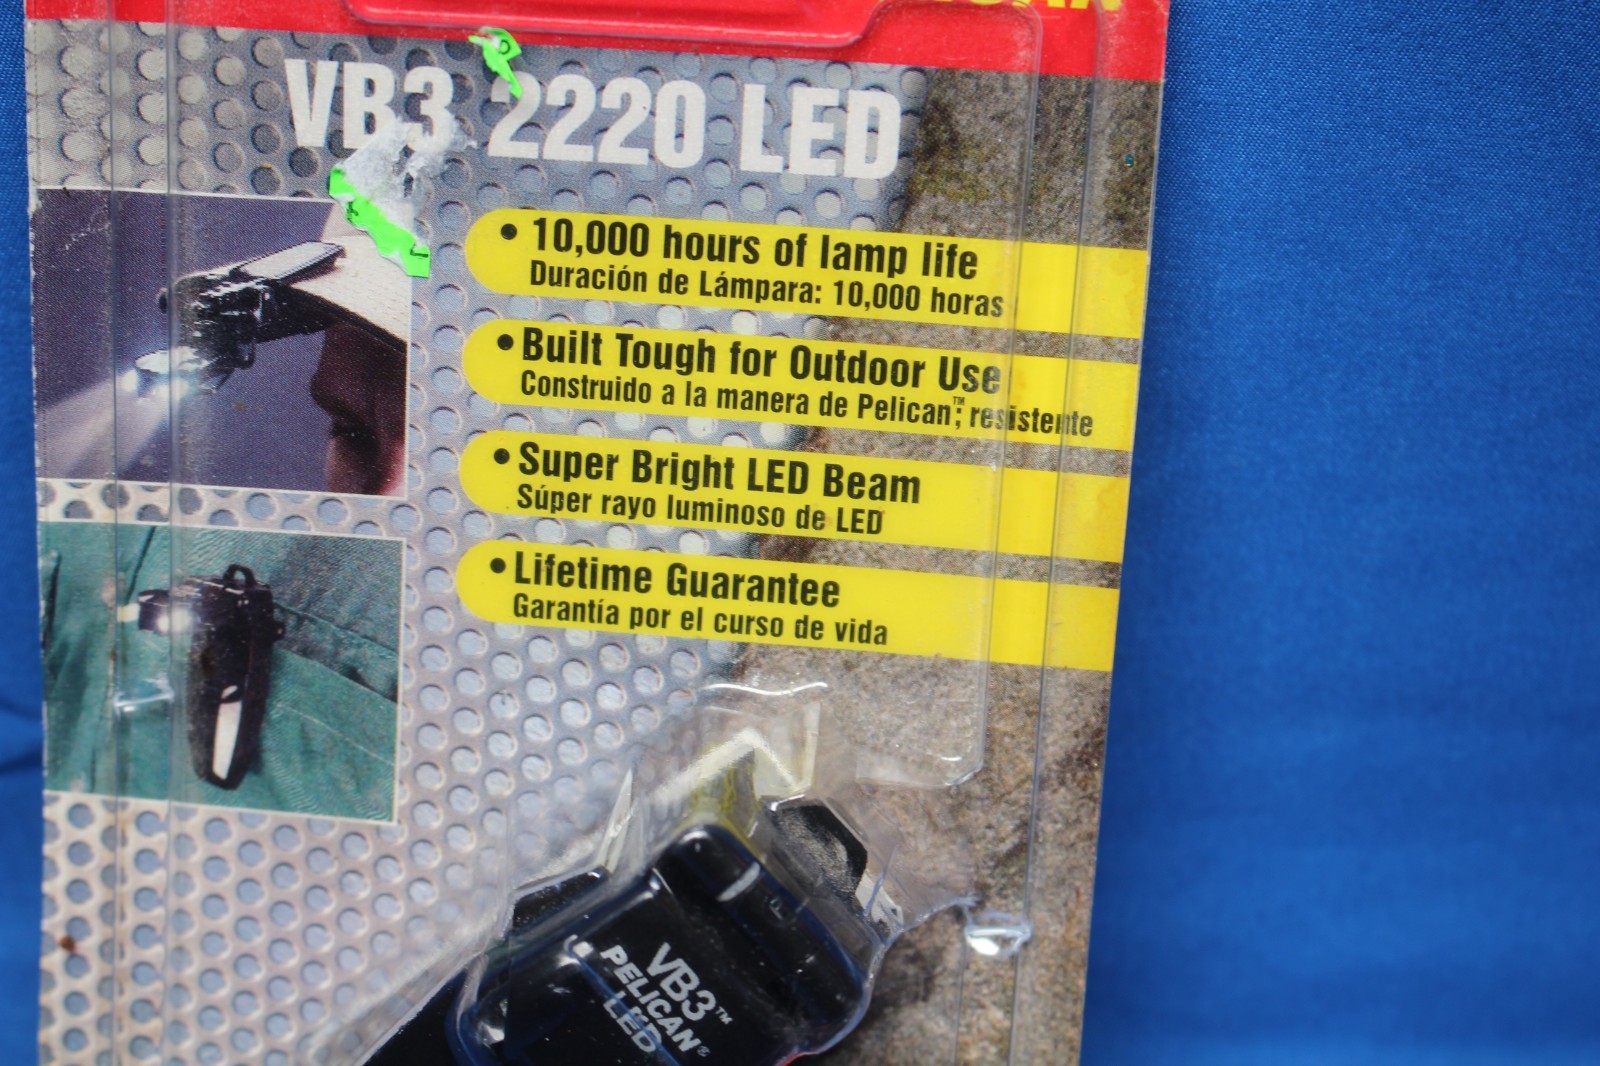 VB3 2220 LED
• 10,000 hours of lamp life
Duración de Lámpara: 10,000 horas
• Built Tough for Outdoor Use
Construido a la manera de Pelican™; resistente
• Super Bright LED Beam
Súper rayo luminoso de LED
• Lifetime Guarantee
Garantía por el curso de vida
VB3™
PELICAN®
LED